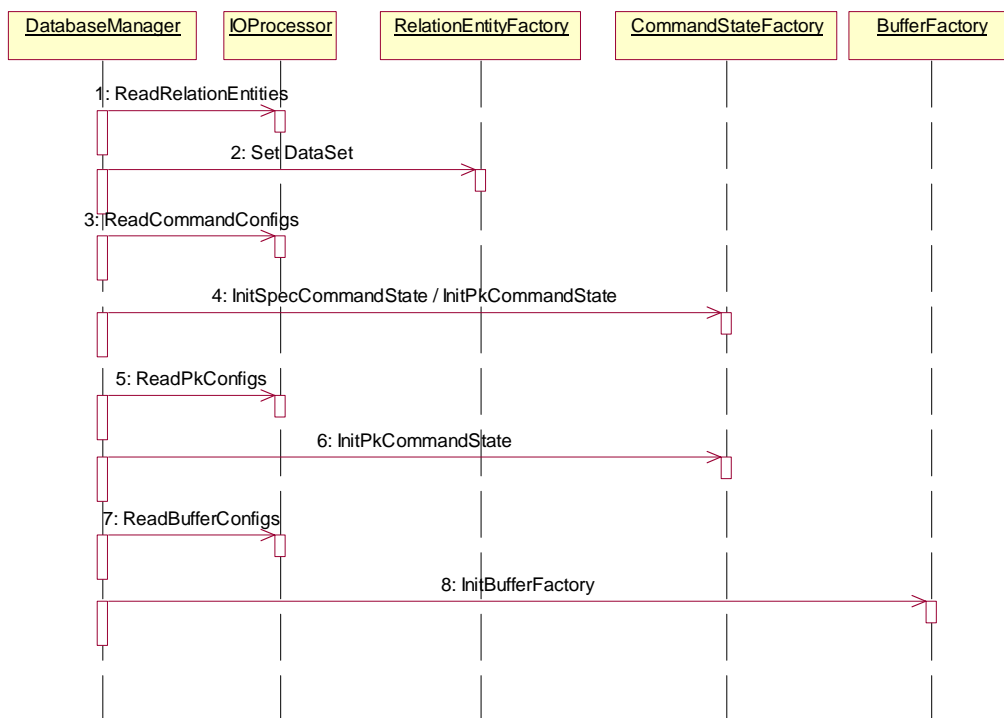 DatabaseManager
IOProcessor
RelationEntityFactory
CommandStateFactory
BufferFactory
1: ReadRelationEntities
2: Set DataSet
3: ReadCommandConfigs
4: InitSpecCommandState / InitPkCommandState
5: ReadPkConfigs
6: InitPkCommandState
7: ReadBufferConfigs
8: InitBufferFactory